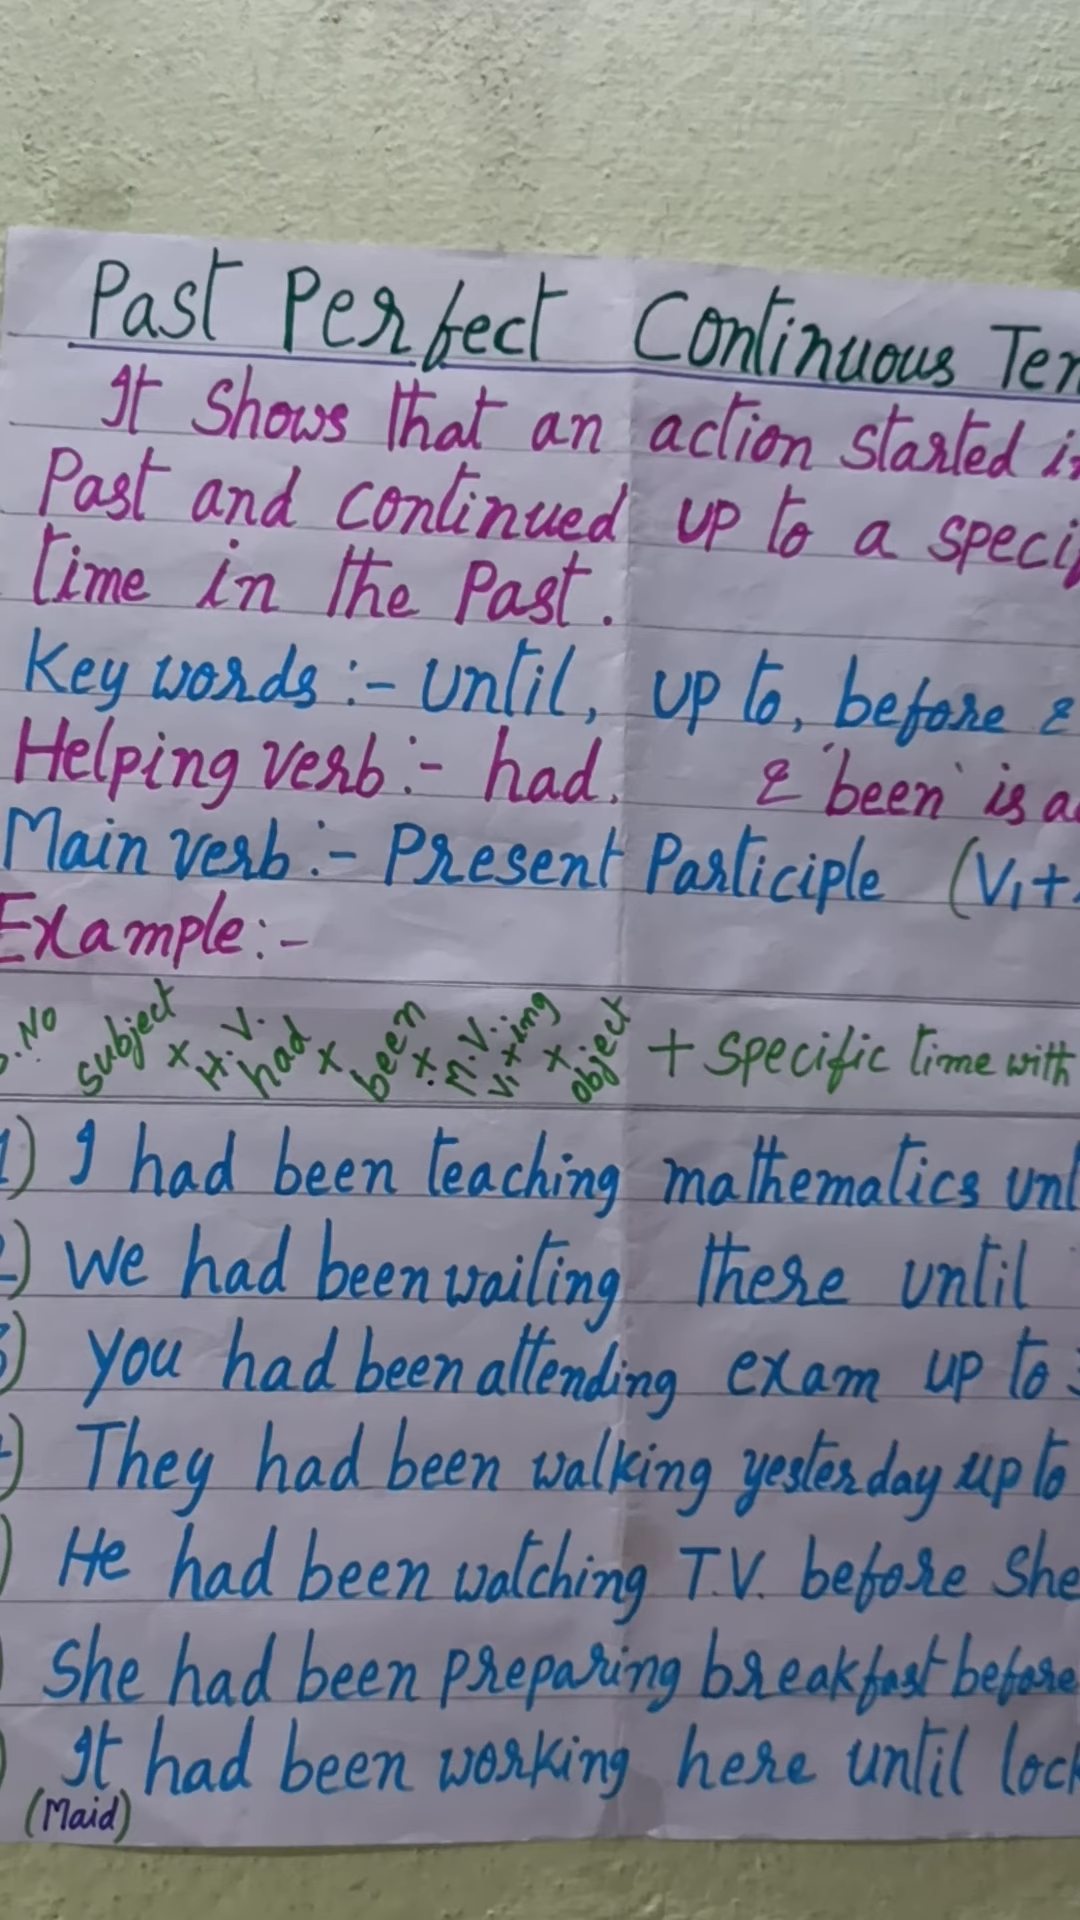 Past Perfect Continuous Ten
It shows that an action started in
Past and continued up to a specif
time in the Past.
Key words :- until, up to, before &
Helping verb :- had. & 'been' is a
Main verb :- Present Participle (V1+
Example :-
S.No subject + H.V. had + been + M.V. V1+ing + object + specific time with
1) I had been teaching mathematics unt
2) We had been waiting there until
3) you had been attending exam up to
4) They had been walking yesterday up to
) He had been watching T.V. before she
) She had been preparing breakfast before
) It had been working here until lock
(Maid)